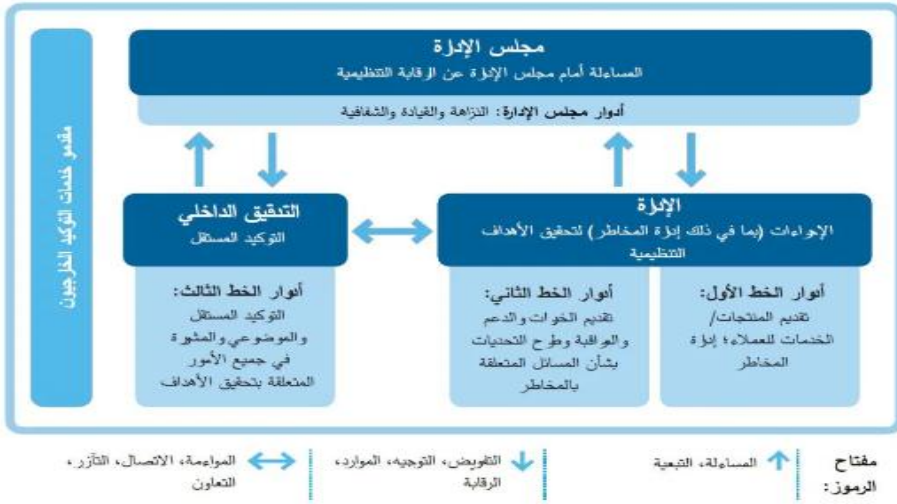 مجلس الإدارة
المساءلة أمام مجلس الإدارة عن الرقابة التنظيمية
أدوار مجلس الإدارة: النزاهة والقيادة والشفافية
الإدارة
الإجراءات (بما في ذلك إدارة المخاطر) لتحقيق الأهداف
التنظيمية
أدوار الخط الأول:
تقديم المنتجات/
الخدمات للعملاء؛ إدارة
المخاطر
أدوار الخط الثاني:
تقديم الخبرات والدعم
والمراقبة وطرح التحديات
بشأن المسائل المتعلقة
بالمخاطر
التدقيق الداخلي
التوكيد المستقل
أدوار الخط الثالث:
التوكيد المستقل
والموضوعي والمشورة
في جميع الأمور
المتعلقة بتحقيق الأهداف
مقدمو خدمات التوكيد الخارجيون
مفتاح
الرموز:
المساءلة، التبعية
التفويض، التوجيه، الموارد،
الرقابة
المواءمة، الاتصال، التآزر،
التعاون